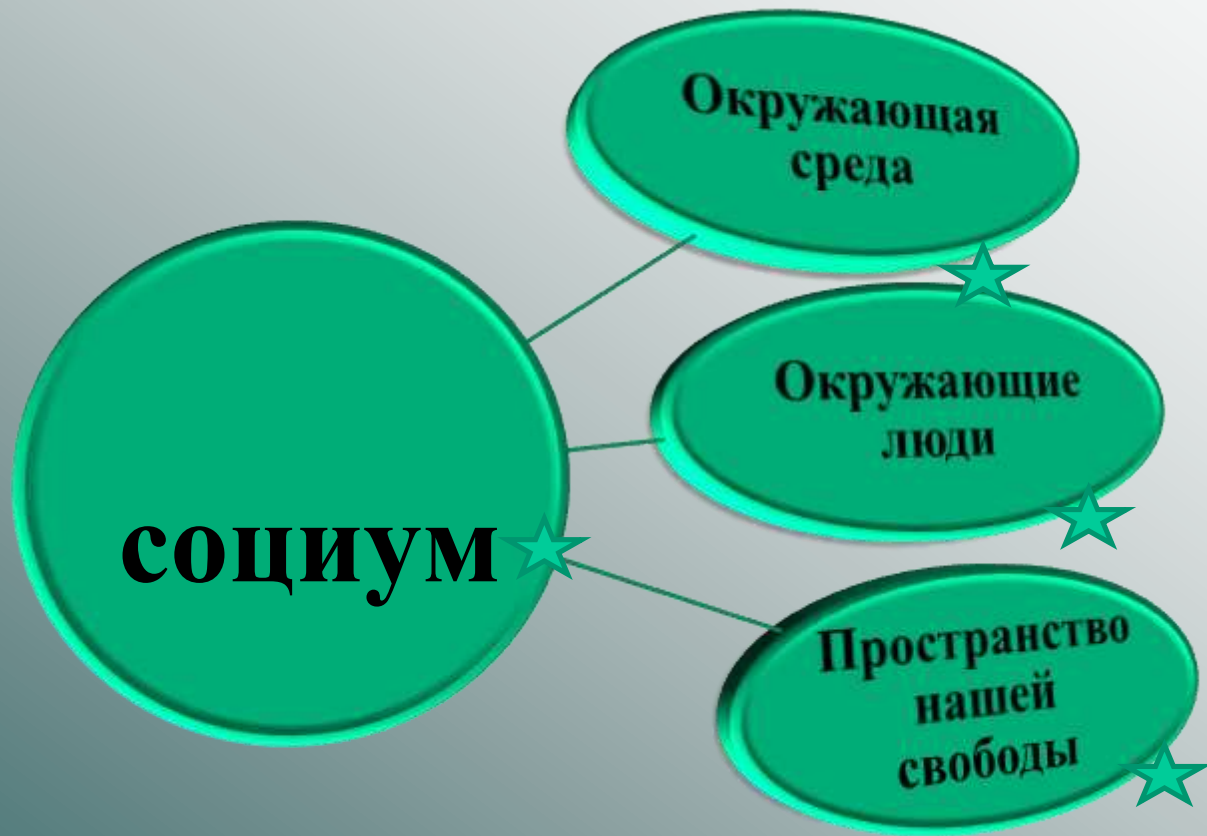 Окружающая
среда
Окружающие
люди
социум
Пространство
нашей
свободы